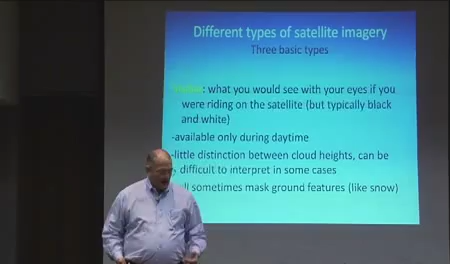 Different types of satellite imagery
Three basic types
: what you would see with your eyes if you
were riding on the satellite (but typically black
and white)
-available only during daytime
-little distinction between cloud heights, can be
difficult to interpret in some cases
sometimes mask ground features (like snow)